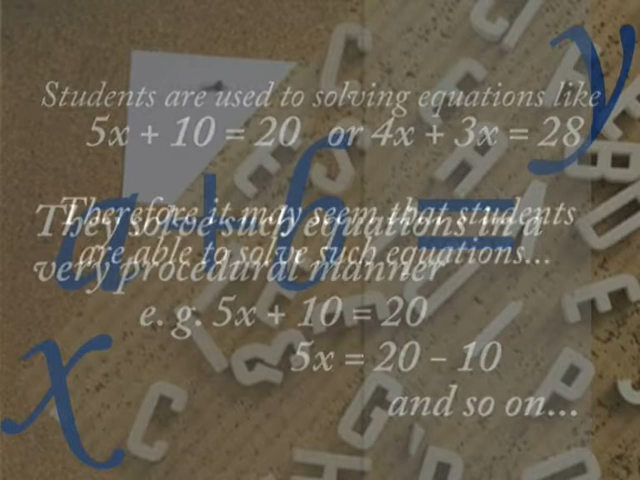 Students are used to solving equations like
5x + 10 = 20 or 4x + 3x = 28
Therefore it may seem that students
are able to solve such equations...
They solve such equations in a
very procedural manner
e. g. 5x + 10 = 20
5x = 20 - 10
and so on...
y
a + b =
x